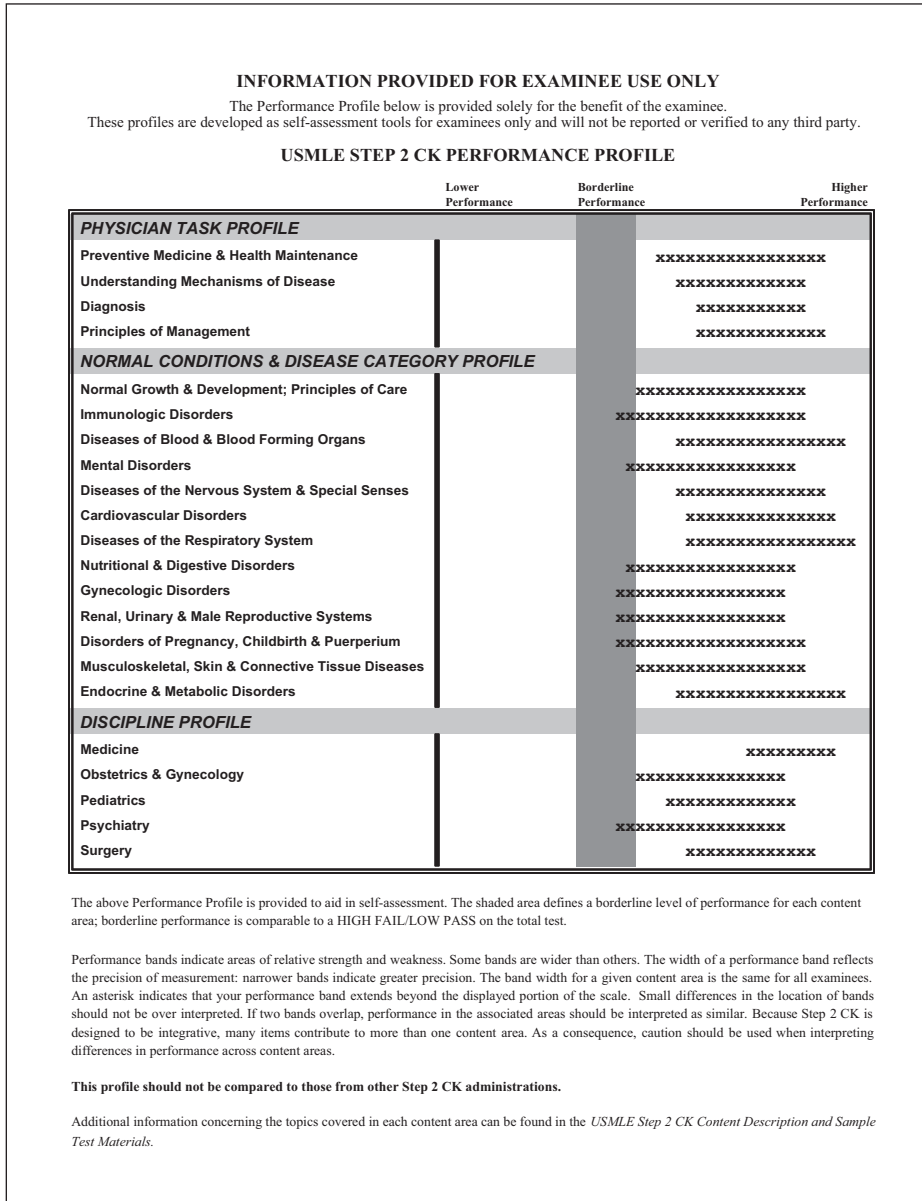 INFORMATION PROVIDED FOR EXAMINEE USE ONLY
The Performance Profile below is provided solely for the benefit of the examinee.
These profiles are developed as self-assessment tools for examinees only and will not be reported or verified to any third party.
USMLE STEP 2 CK PERFORMANCE PROFILE
Lower Performance
Borderline Performance
Higher Performance
PHYSICIAN TASK PROFILE
Preventive Medicine & Health Maintenance xxxxxxxxxxxxxxxxx
Understanding Mechanisms of Disease xxxxxxxxxxxxx
Diagnosis xxxxxxxxxxx
Principles of Management xxxxxxxxxxxxx
NORMAL CONDITIONS & DISEASE CATEGORY PROFILE
Normal Growth & Development; Principles of Care xxxxxxxxxxxxxxxxx
Immunologic Disorders xxxxxxxxxxxxxxxxxxx
Diseases of Blood & Blood Forming Organs xxxxxxxxxxxxxxxxx
Mental Disorders xxxxxxxxxxxxxxxxx
Diseases of the Nervous System & Special Senses xxxxxxxxxxxxxxx
Cardiovascular Disorders xxxxxxxxxxxxxxx
Diseases of the Respiratory System xxxxxxxxxxxxxxxxx
Nutritional & Digestive Disorders xxxxxxxxxxxxxxxxx
Gynecologic Disorders xxxxxxxxxxxxxxxxx
Renal, Urinary & Male Reproductive Systems xxxxxxxxxxxxxxxxx
Disorders of Pregnancy, Childbirth & Puerperium xxxxxxxxxxxxxxxxxxx
Musculoskeletal, Skin & Connective Tissue Diseases xxxxxxxxxxxxxxxxx
Endocrine & Metabolic Disorders xxxxxxxxxxxxxxxxx
DISCIPLINE PROFILE
Medicine xxxxxxxxx
Obstetrics & Gynecology xxxxxxxxxxxxxxx
Pediatrics xxxxxxxxxxxxx
Psychiatry xxxxxxxxxxxxxxxxx
Surgery xxxxxxxxxxxxx
The above Performance Profile is provided to aid in self-assessment. The shaded area defines a borderline level of performance for each content
area; borderline performance is comparable to a HIGH FAIL/LOW PASS on the total test.
Performance bands indicate areas of relative strength and weakness. Some bands are wider than others. The width of a performance band reflects
the precision of measurement: narrower bands indicate greater precision. The band width for a given content area is the same for all examinees.
An asterisk indicates that your performance band extends beyond the displayed portion of the scale. Small differences in the location of bands
should not be over interpreted. If two bands overlap, performance in the associated areas should be interpreted as similar. Because Step 2 CK is
designed to be integrative, many items contribute to more than one content area. As a consequence, caution should be used when interpreting
differences in performance across content areas.
This profile should not be compared to those from other Step 2 CK administrations.
Additional information concerning the topics covered in each content area can be found in the USMLE Step 2 CK Content Description and Sample
Test Materials.